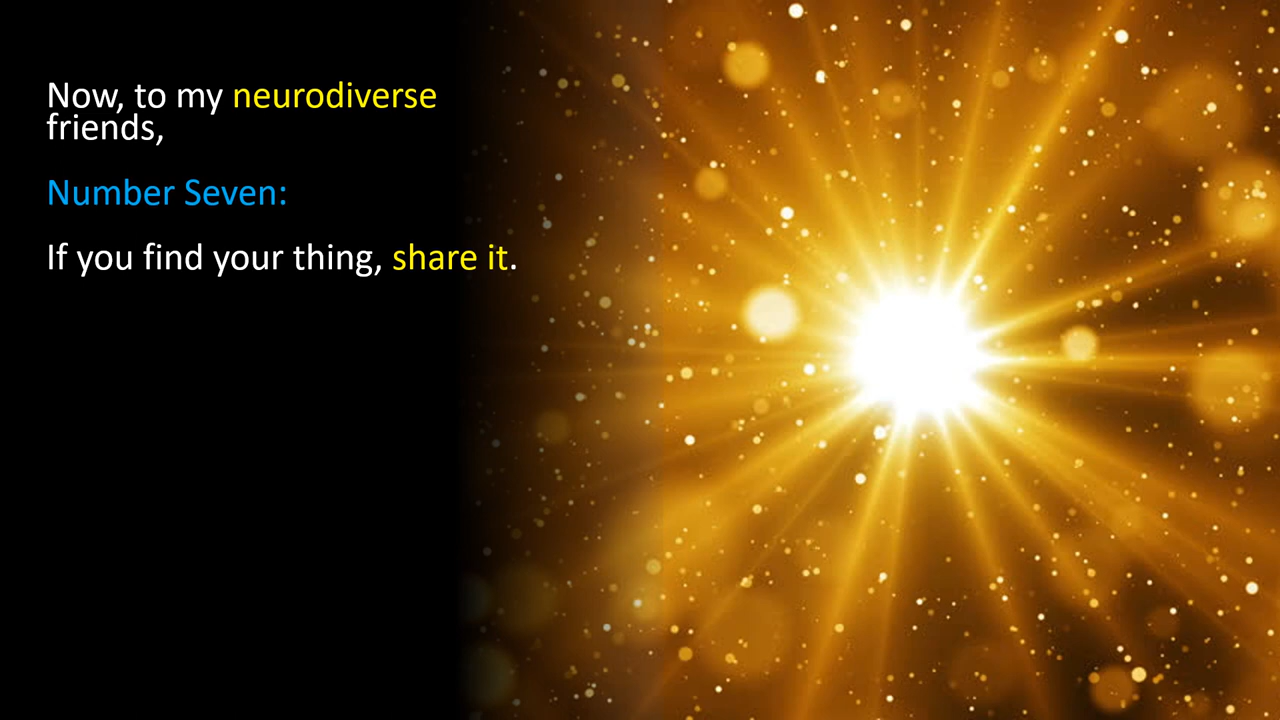 Now, to my neurodiverse
friends,
Number Seven:
If you find your thing, share it.